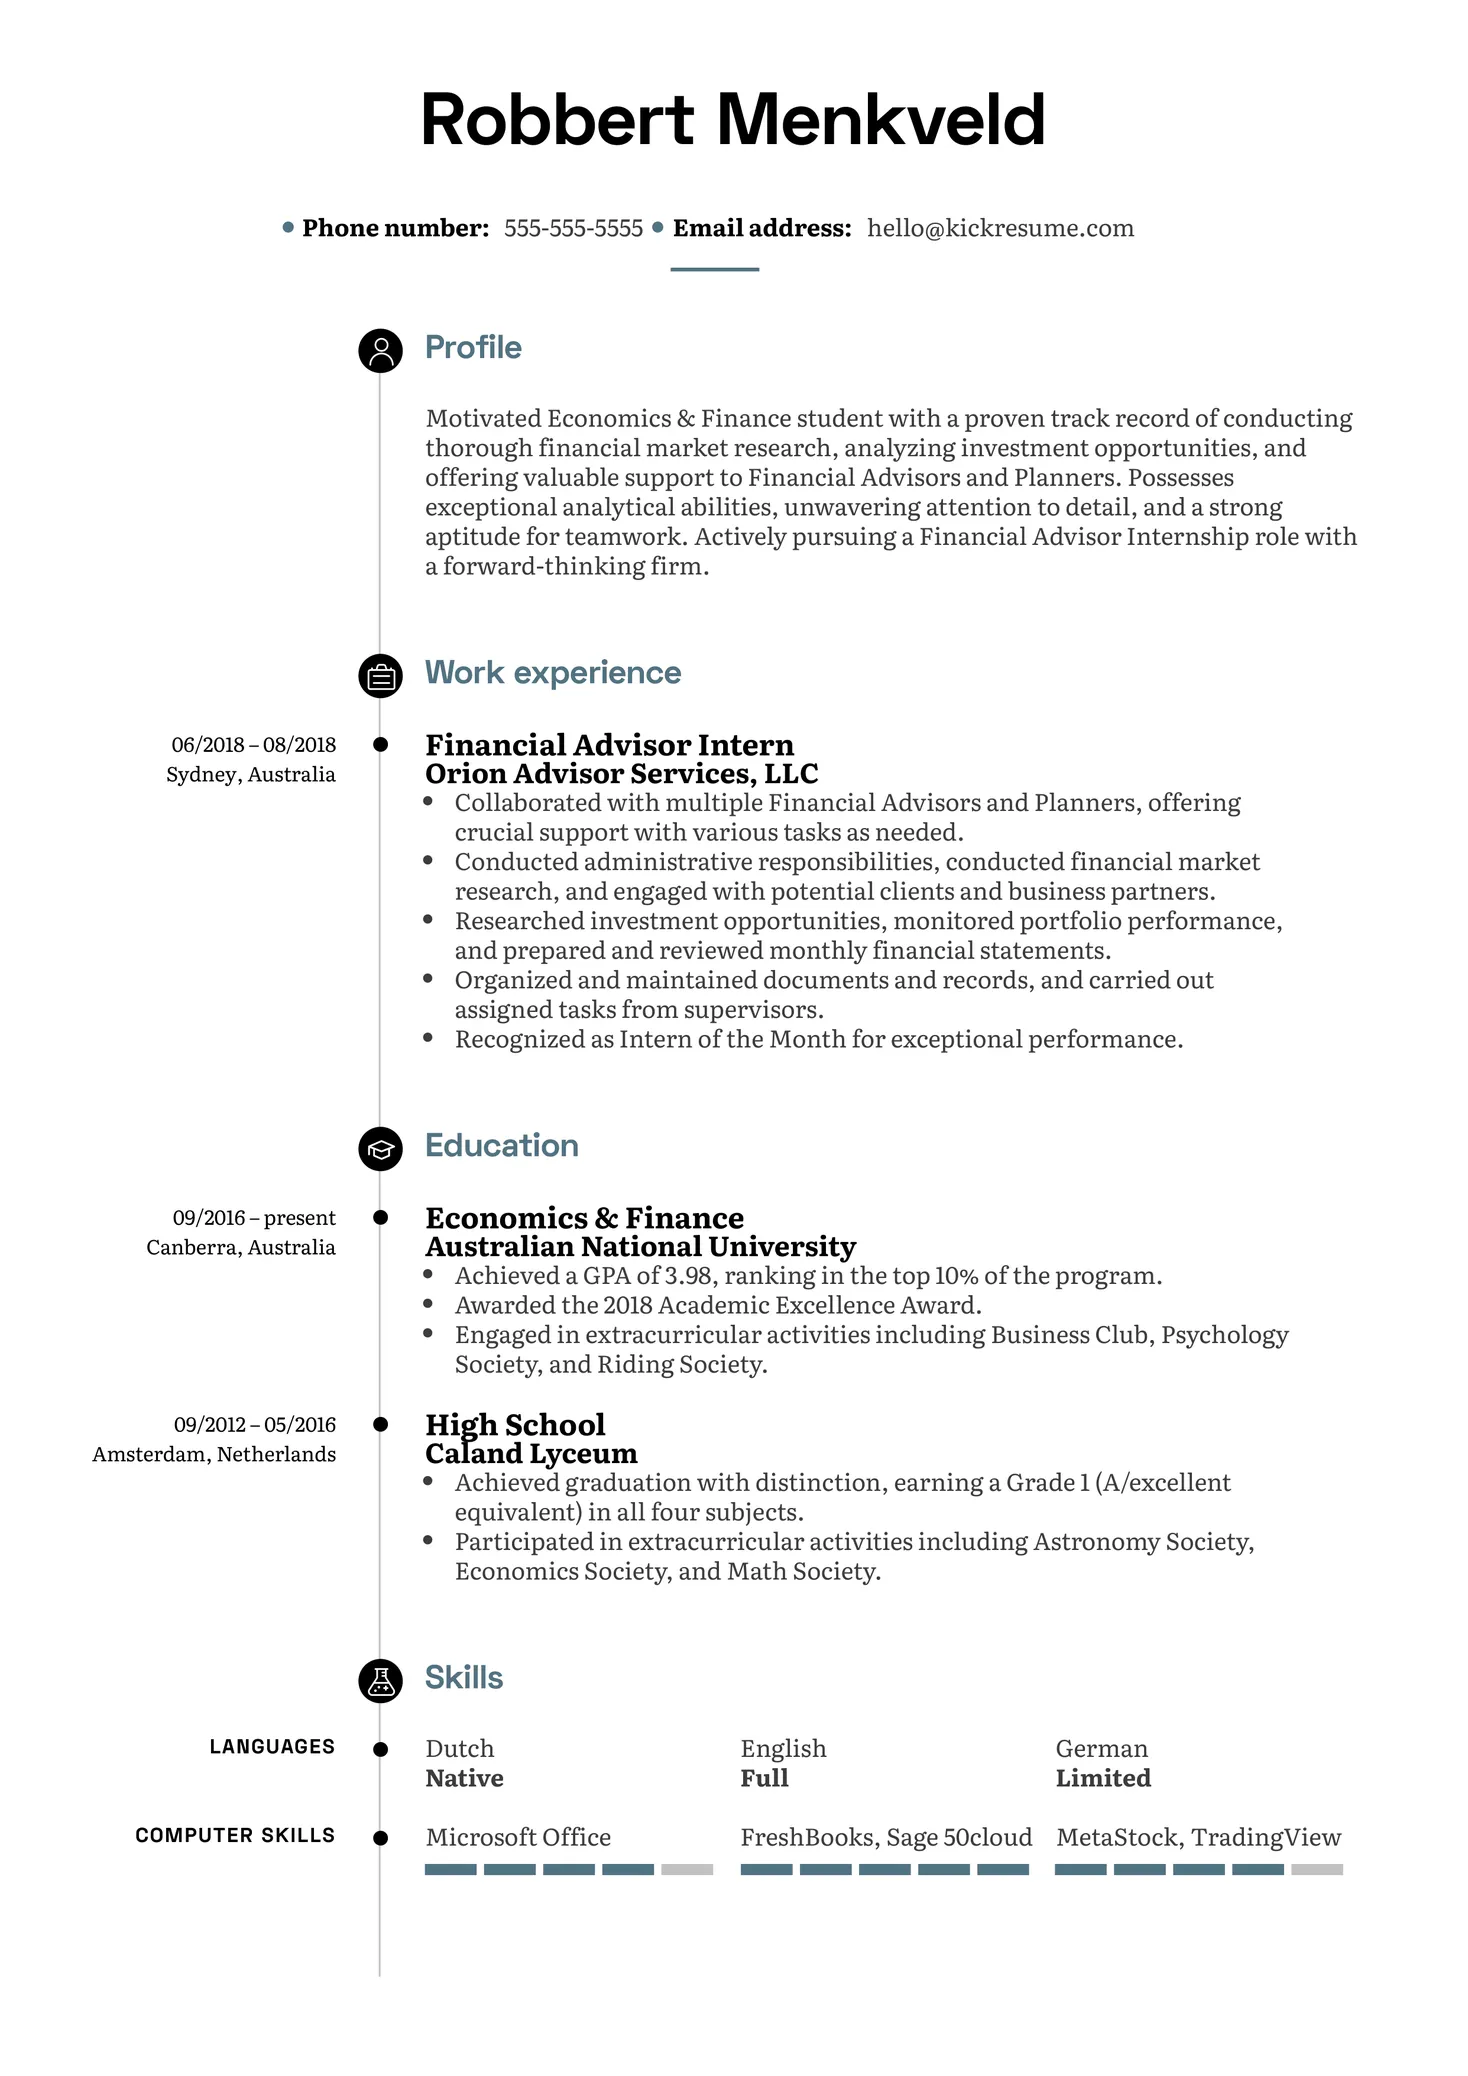 Robbert Menkveld
Phone number: 555-555-5555 Email address: hello@kickresume.com
Profile
Motivated Economics & Finance student with a proven track record of conducting
thorough financial market research, analyzing investment opportunities, and
offering valuable support to Financial Advisors and Planners. Possesses
exceptional analytical abilities, unwavering attention to detail, and a strong
aptitude for teamwork. Actively pursuing a Financial Advisor Internship role with
a forward-thinking firm.
Work experience
06/2018 – 08/2018
Sydney, Australia
Financial Advisor Intern
Orion Advisor Services, LLC
• Collaborated with multiple Financial Advisors and Planners, offering
crucial support with various tasks as needed.
• Conducted administrative responsibilities, conducted financial market
research, and engaged with potential clients and business partners.
• Researched investment opportunities, monitored portfolio performance,
and prepared and reviewed monthly financial statements.
• Organized and maintained documents and records, and carried out
assigned tasks from supervisors.
• Recognized as Intern of the Month for exceptional performance.
Education
09/2016 – present
Canberra, Australia
Economics & Finance
Australian National University
• Achieved a GPA of 3.98, ranking in the top 10% of the program.
• Awarded the 2018 Academic Excellence Award.
• Engaged in extracurricular activities including Business Club, Psychology
Society, and Riding Society.
09/2012 – 05/2016
Amsterdam, Netherlands
High School
Caland Lyceum
• Achieved graduation with distinction, earning a Grade 1 (A/excellent
equivalent) in all four subjects.
• Participated in extracurricular activities including Astronomy Society,
Economics Society, and Math Society.
Skills
LANGUAGES
Dutch English German
Native Full Limited
COMPUTER SKILLS
Microsoft Office FreshBooks, Sage 50cloud MetaStock, TradingView